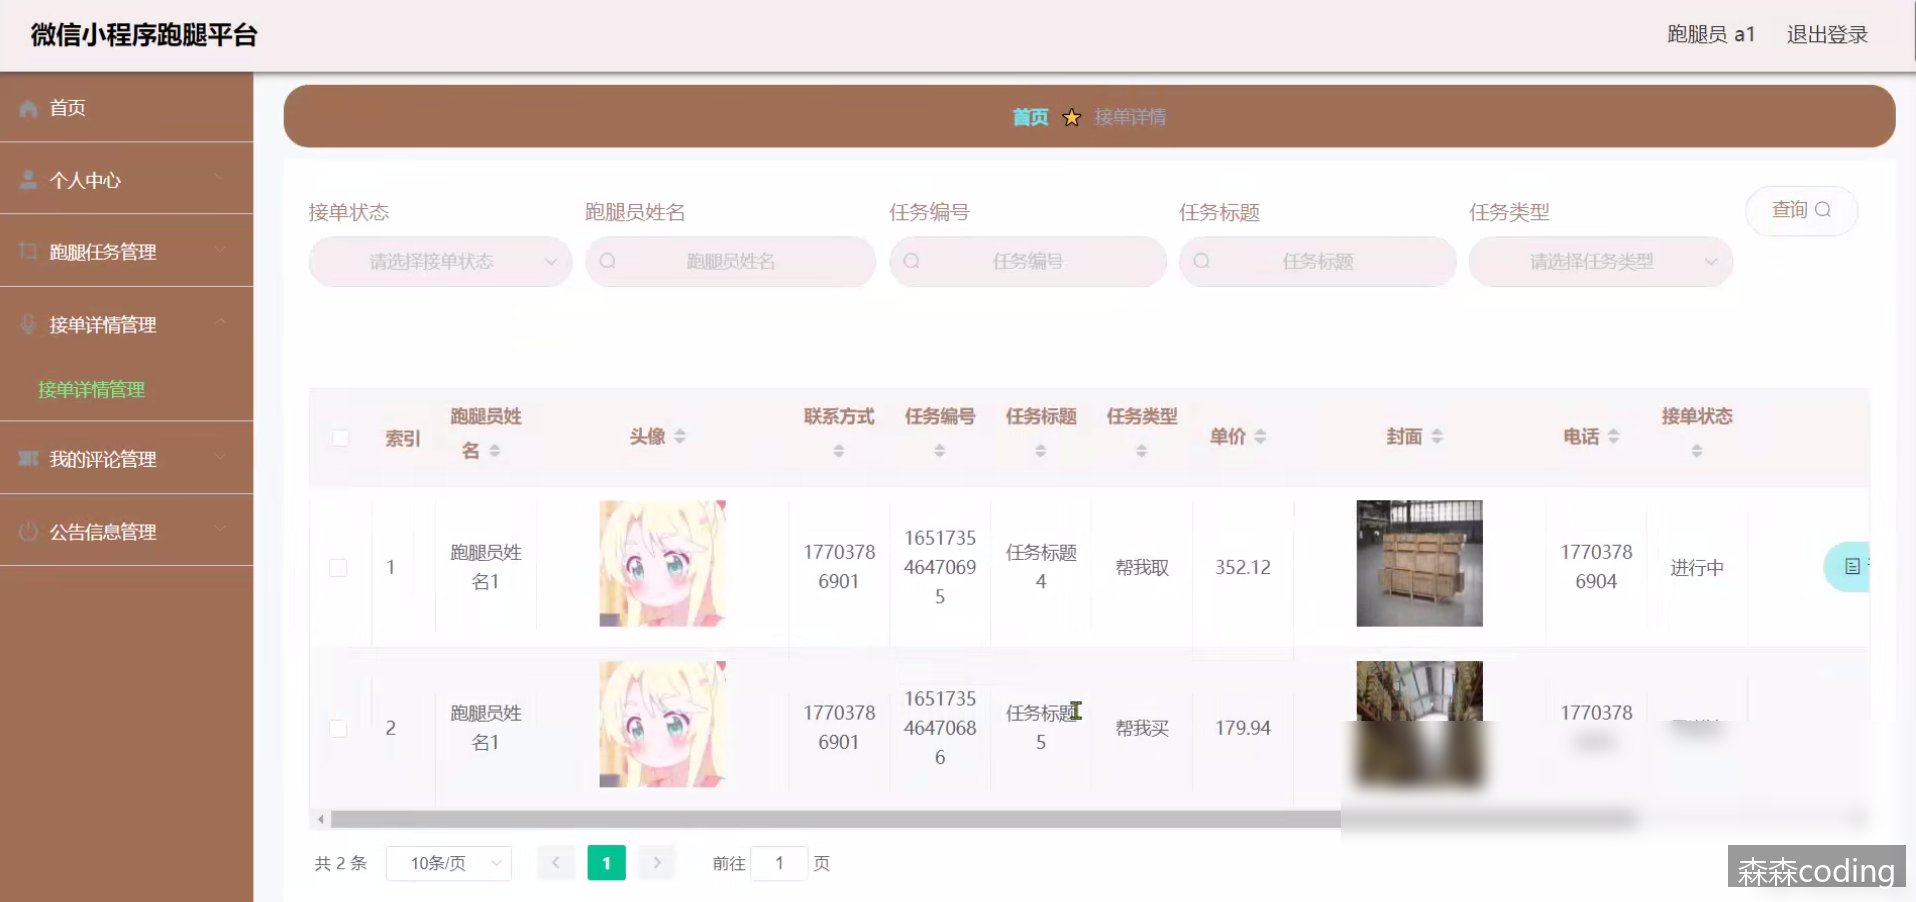 微信小程序跑腿平台
跑腿员 a1
退出登录
首页
个人中心
跑腿任务管理
接单详情管理
接单详情管理
我的评论管理
公告信息管理
首页
接单详情
接单状态
跑腿员姓名
任务编号
任务标题
任务类型
查询
请选择接单状态
跑腿员姓名
任务编号
任务标题
请选择任务类型
索引
跑腿员姓
名
头像
联系方式
任务编号
任务标题
任务类型
单价
封面
电话
接单状态
1
跑腿员姓
名1
1770378
6901
1651735
4647069
5
任务标题
4
帮我取
352.12
1770378
6904
进行中
2
跑腿员姓
名1
1770378
6901
1651735
4647068
6
任务标题
5
帮我买
179.94
1770378
共 2 条
10条/页
1
前往
1
页
森森coding